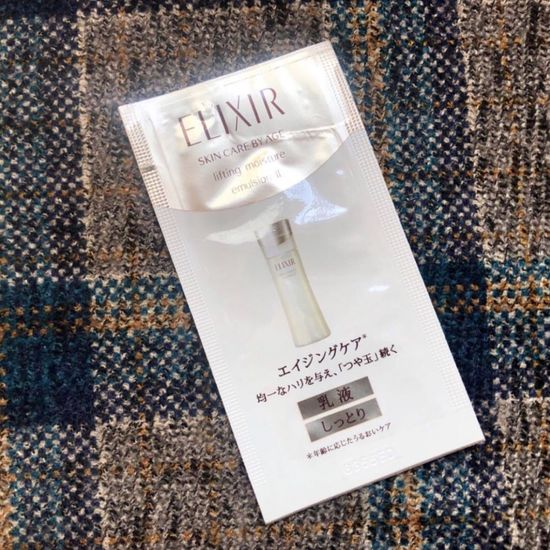 ELIXIR
SKIN CARE BY AGE
lifting moisture
emulsion II
ELIXIR
エイジングケア*
均一なハリを与え、「つや玉」続く
乳液
しっとり
*年齢に応じたうるおいケア